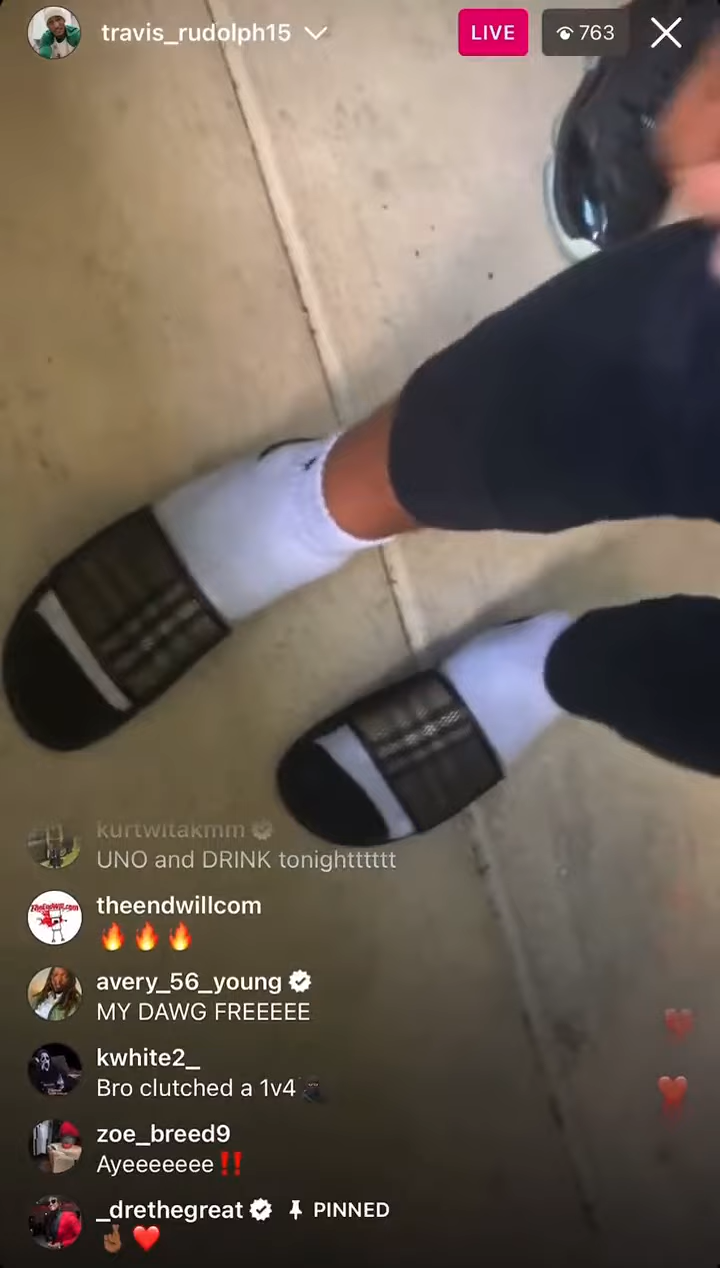 travis_rudolph15
LIVE
763
kurtwitakmm
UNO and DRINK tonightttttt
theendwillcom
🔥🔥🔥
avery_56_young
MY DAWG FREEEEE
kwhite2_
Bro clutched a 1v4🥷🏿
zoe_breed9
Ayeeeeeee‼️
_drethegreat PINNED
🤞🏾❤️